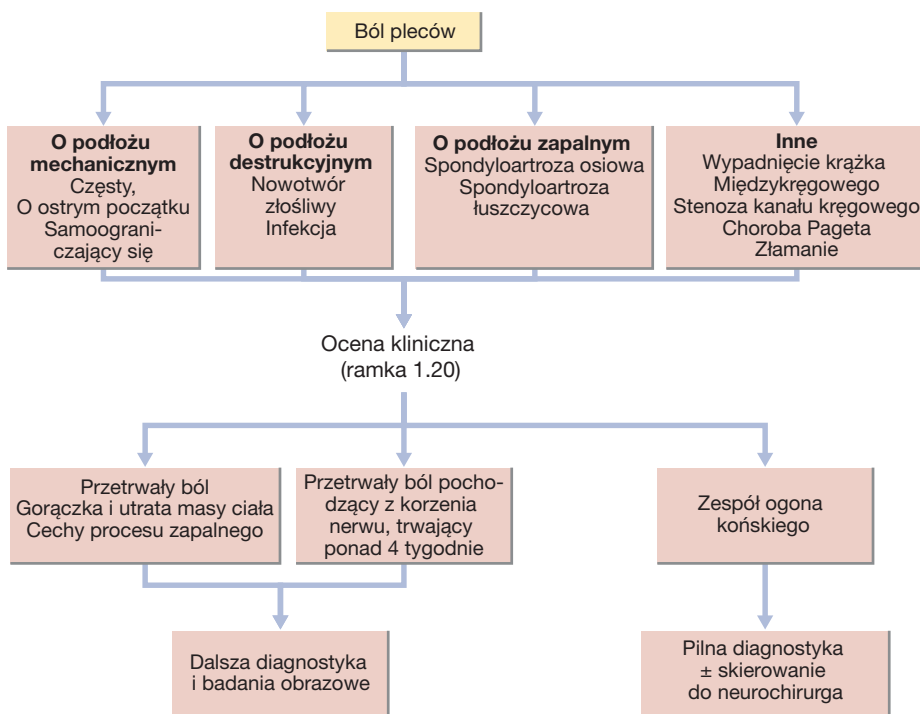 Ból pleców
O podłożu
mechanicznym
Częsty,
O ostrym początku
Samoograni-
czający się
O podłożu
destrukcyjnym
Nowotwór
złośliwy
Infekcja
O podłożu zapalnym
Spondyloartroza osiowa
Spondyloartroza
łuszczycowa
Inne
Wypadnięcie krążka
Międzykręgowego
Stenoza kanału kręgowego
Choroba Pageta
Złamanie
Ocena kliniczna
(ramka 1.20)
Przetrwały ból
Gorączka i utrata masy ciała
Cechy procesu zapalnego
Przetrwały ból pocho-
dzący z korzenia
nerwu, trwający
ponad 4 tygodnie
Zespół ogona
końskiego
Dalsza diagnostyka
i badania obrazowe
Pilna diagnostyka
± skierowanie
do neurochirurga